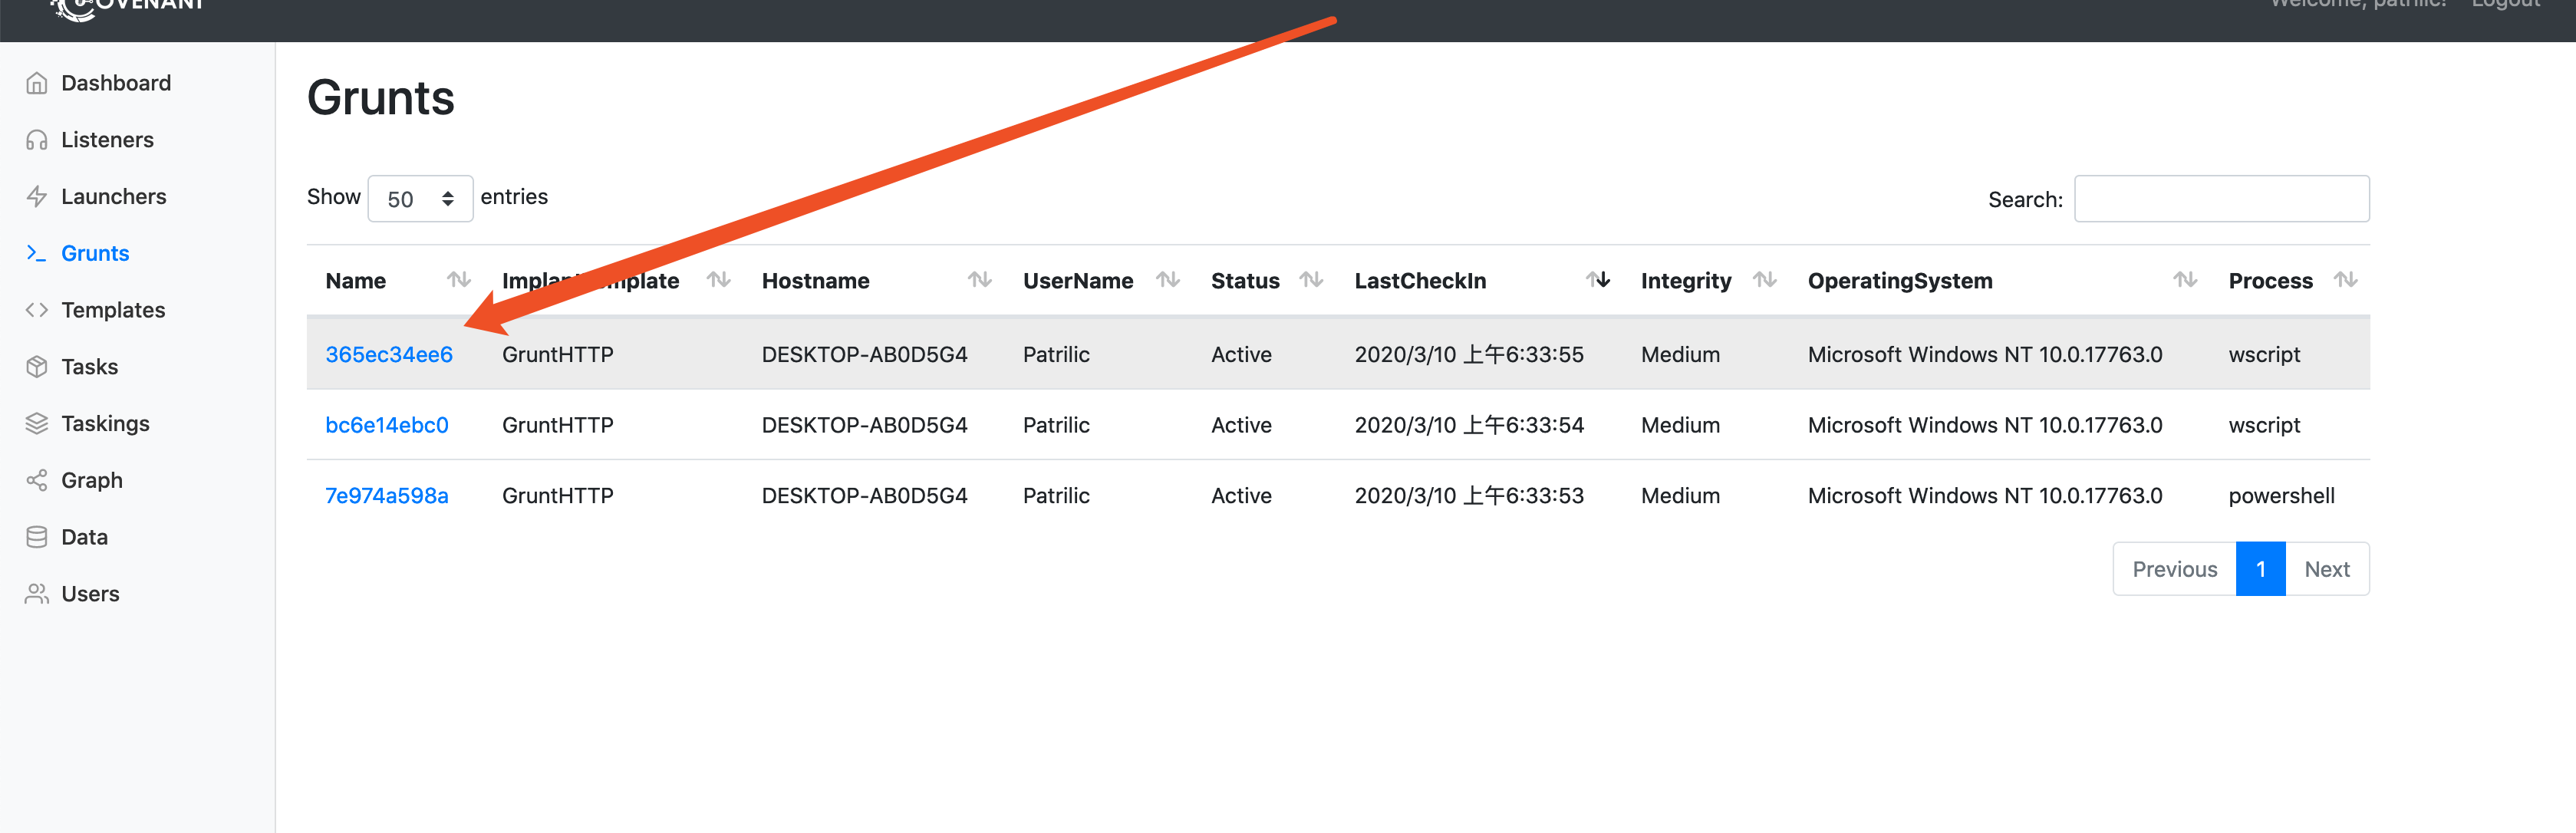 COVENANT
Welcome, patrilic! Logout
Dashboard
Listeners
Launchers
Grunts
Templates
Tasks
Taskings
Graph
Data
Users
Grunts
Show 50 entries
Search:
Name ImplantTemplate Hostname UserName Status LastCheckIn Integrity OperatingSystem Process
365ec34ee6 GruntHTTP DESKTOP-AB0D5G4 Patrilic Active 2020/3/10 上午6:33:55 Medium Microsoft Windows NT 10.0.17763.0 wscript
bc6e14ebc0 GruntHTTP DESKTOP-AB0D5G4 Patrilic Active 2020/3/10 上午6:33:54 Medium Microsoft Windows NT 10.0.17763.0 wscript
7e974a598a GruntHTTP DESKTOP-AB0D5G4 Patrilic Active 2020/3/10 上午6:33:53 Medium Microsoft Windows NT 10.0.17763.0 powershell
Previous 1 Next